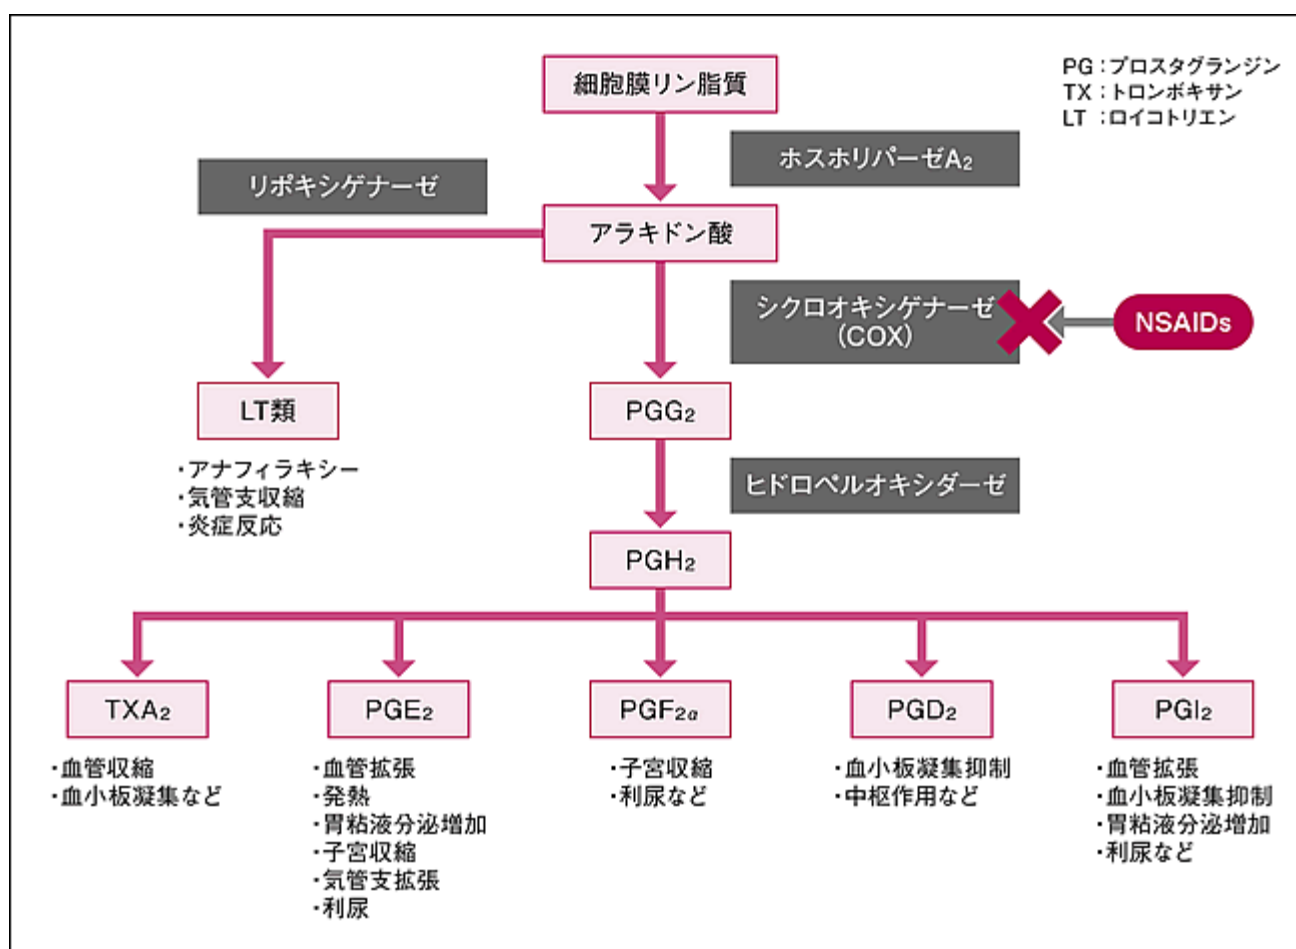 細胞膜リン脂質
PG：プロスタグランジン
TX：トロンボキサン
LT：ロイコトリエン
ホスホリパーゼA₂
リポキシゲナーゼ
アラキドン酸
シクロオキシゲナーゼ
（COX）
NSAIDs
LT類
・アナフィラキシー
・気管支収縮
・炎症反応
PGG₂
ヒドロペルオキシダーゼ
PGH₂
TXA₂
・血管収縮
・血小板凝集など
PGE₂
・血管拡張
・発熱
・胃粘液分泌増加
・子宮収縮
・気管支拡張
・利尿
PGF₂α
・子宮収縮
・利尿など
PGD₂
・血小板凝集抑制
・中枢作用など
PGI₂
・血管拡張
・血小板凝集抑制
・胃粘液分泌増加
・利尿など